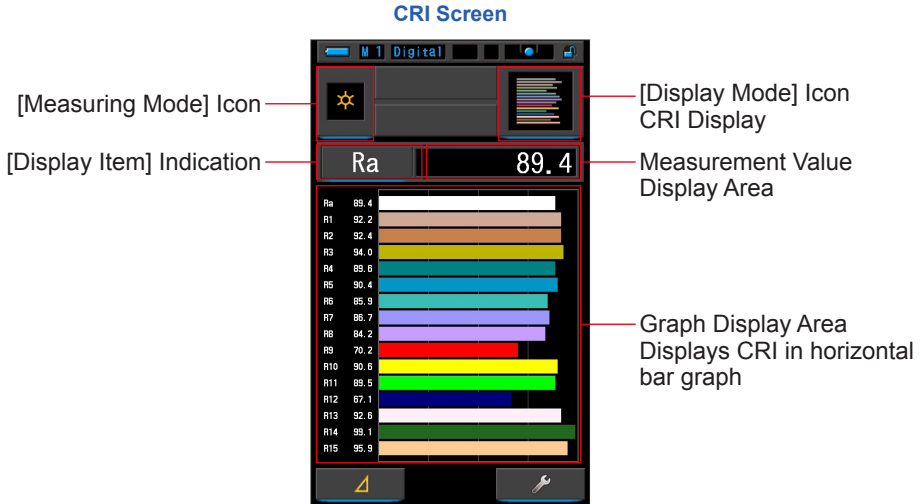 CRI Screen
M 1 Digital
[Measuring Mode] Icon
[Display Mode] Icon
CRI Display
[Display Item] Indication
Ra 89.4
Measurement Value
Display Area
Ra 89.4
R1 92.2
R2 92.4
R3 94.0
R4 89.6
R5 90.4
R6 85.9
R7 86.7
R8 84.2
R9 70.2
R10 90.6
R11 89.5
R12 67.1
R13 92.6
R14 99.1
R15 95.9
Graph Display Area
Displays CRI in horizontal
bar graph